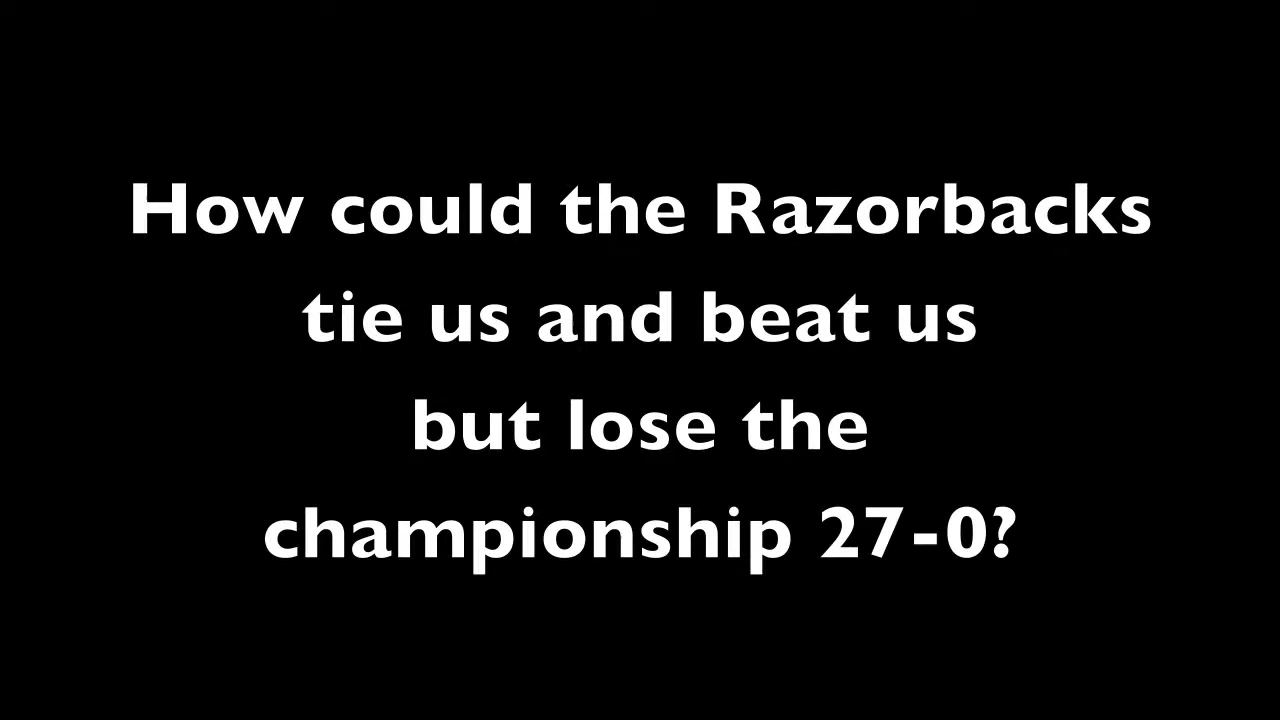 How could the Razorbacks
tie us and beat us
but lose the
championship 27-0?